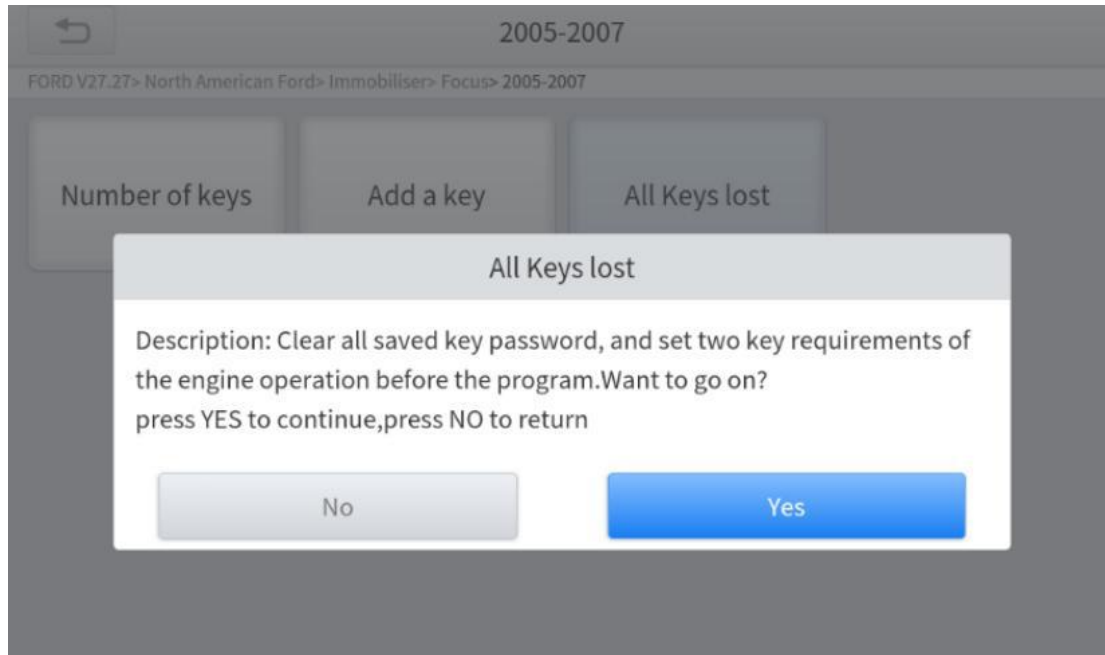 2005-2007
FORD V27.27> North American Ford> Immobiliser> Focus> 2005-2007
Number of keys
Add a key
All Keys lost
All Keys lost
Description: Clear all saved key password, and set two key requirements of
the engine operation before the program.Want to go on?
press YES to continue,press NO to return
No
Yes